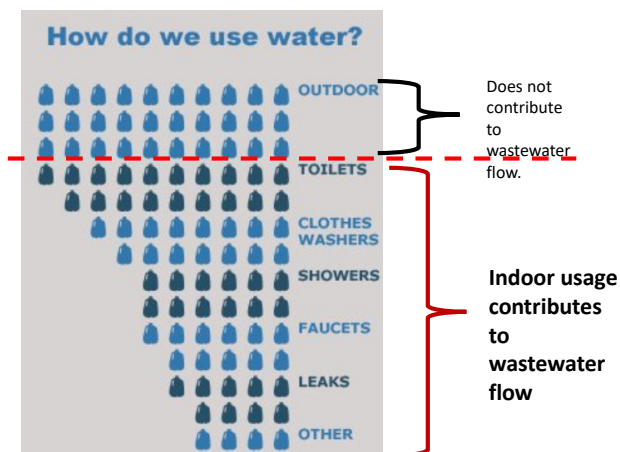 How do we use water?
OUTDOOR
Does not
contribute
to
wastewater
flow.
TOILETS
CLOTHES
WASHERS
SHOWERS
FAUCETS
LEAKS
OTHER
Indoor usage
contributes
to
wastewater
flow